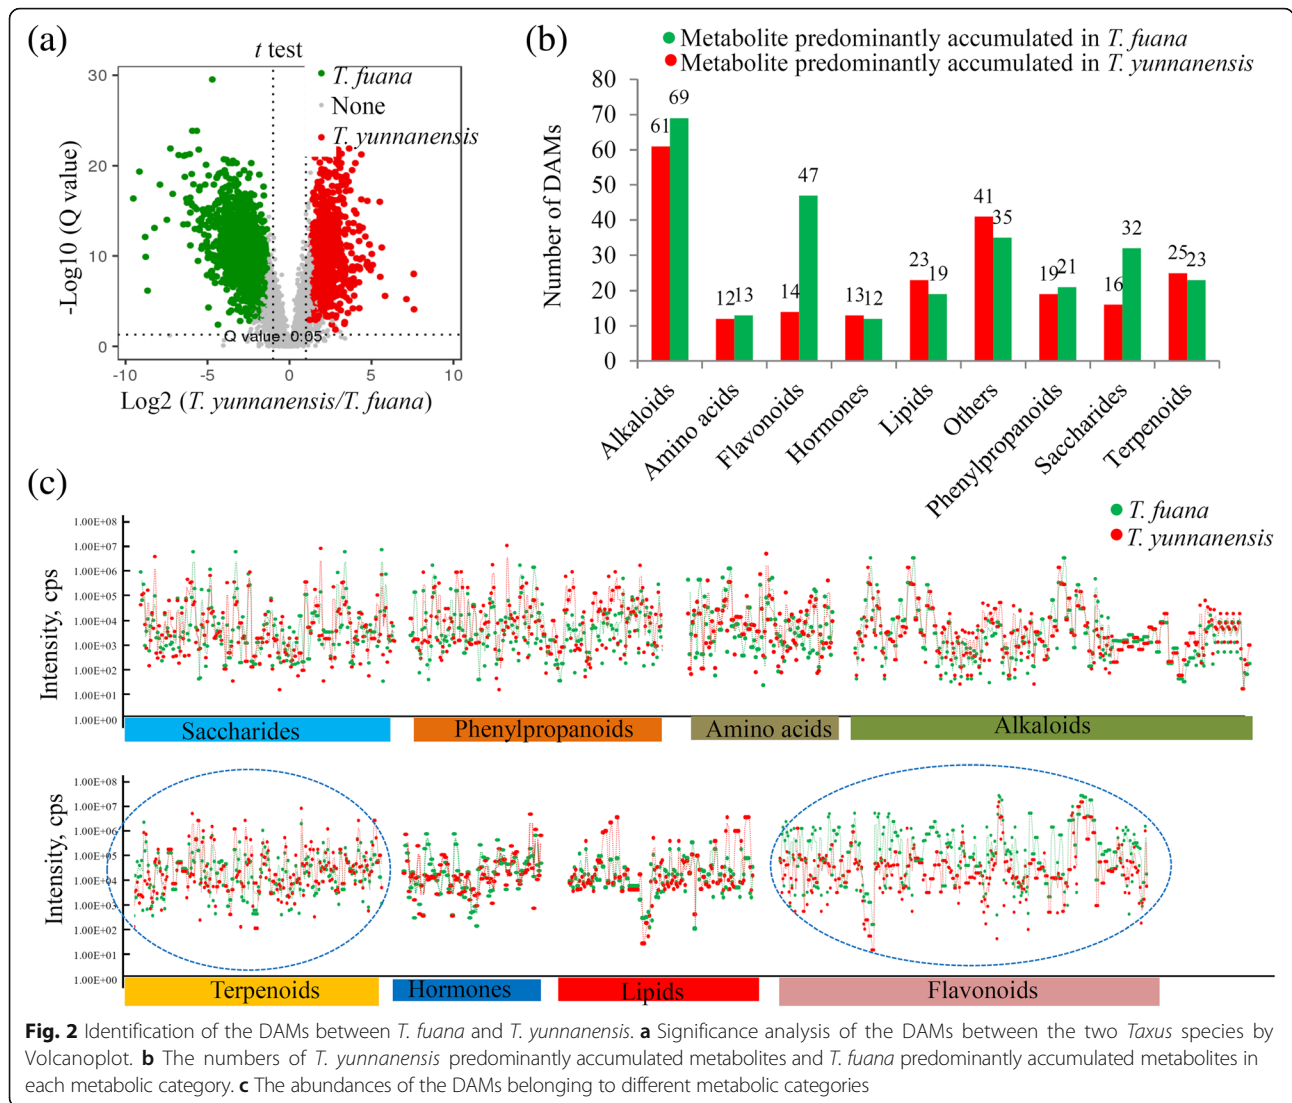 (a)
t test
T. fuana
None
T. yunnanensis
30
20
10
0
-Log10 (Q value)
Q value: 0.05
-10 -5 0 5 10
Log2 (T. yunnanensis/T. fuana)
(b)
Metabolite predominantly accumulated in T. fuana
Metabolite predominantly accumulated in T. yunnanensis
Number of DAMs
80
70
60
50
40
30
20
10
0
61 69
12 13
14 47
13 12
23 19
41 35
19 21
16 32
25 23
Alkaloids
Amino acids
Flavonoids
Hormones
Lipids
Others
Phenylpropanoids
Saccharides
Terpenoids
(c)
T. fuana
T. yunnanensis
Intensity, cps
1.00E+08
1.00E+07
1.00E+06
1.00E+05
1.00E+04
1.00E+03
1.00E+02
1.00E+01
1.00E+00
Saccharides Phenylpropanoids Amino acids Alkaloids
Intensity, cps
1.00E+08
1.00E+07
1.00E+06
1.00E+05
1.00E+04
1.00E+03
1.00E+02
1.00E+01
1.00E+00
Terpenoids Hormones Lipids Flavonoids
Fig. 2 Identification of the DAMs between T. fuana and T. yunnanensis. a Significance analysis of the DAMs between the two Taxus species by
Volcanoplot. b The numbers of T. yunnanensis predominantly accumulated metabolites and T. fuana predominantly accumulated metabolites in
each metabolic category. c The abundances of the DAMs belonging to different metabolic categories